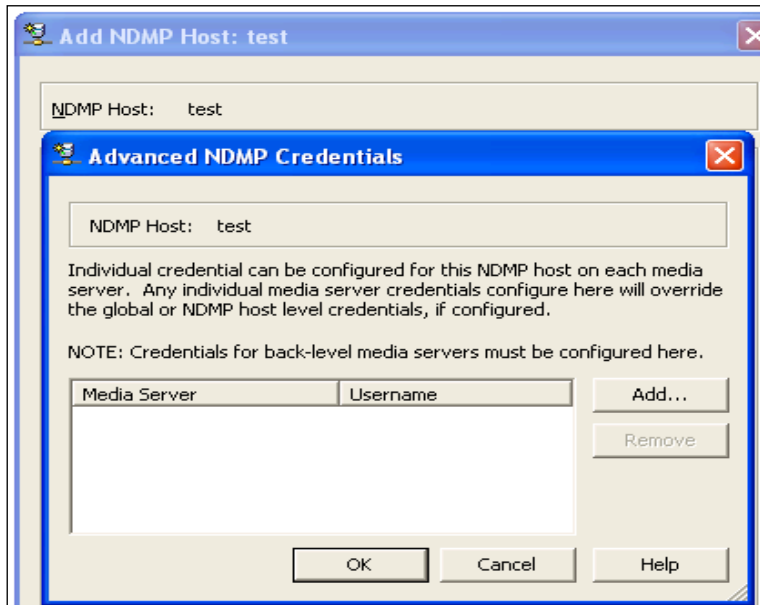 Add NDMP Host: test
NDMP Host: test
Advanced NDMP Credentials
NDMP Host: test
Individual credential can be configured for this NDMP host on each media
server. Any individual media server credentials configure here will override
the global or NDMP host level credentials, if configured.
NOTE: Credentials for back-level media servers must be configured here.
Media Server Username
Add...
Remove
OK Cancel Help